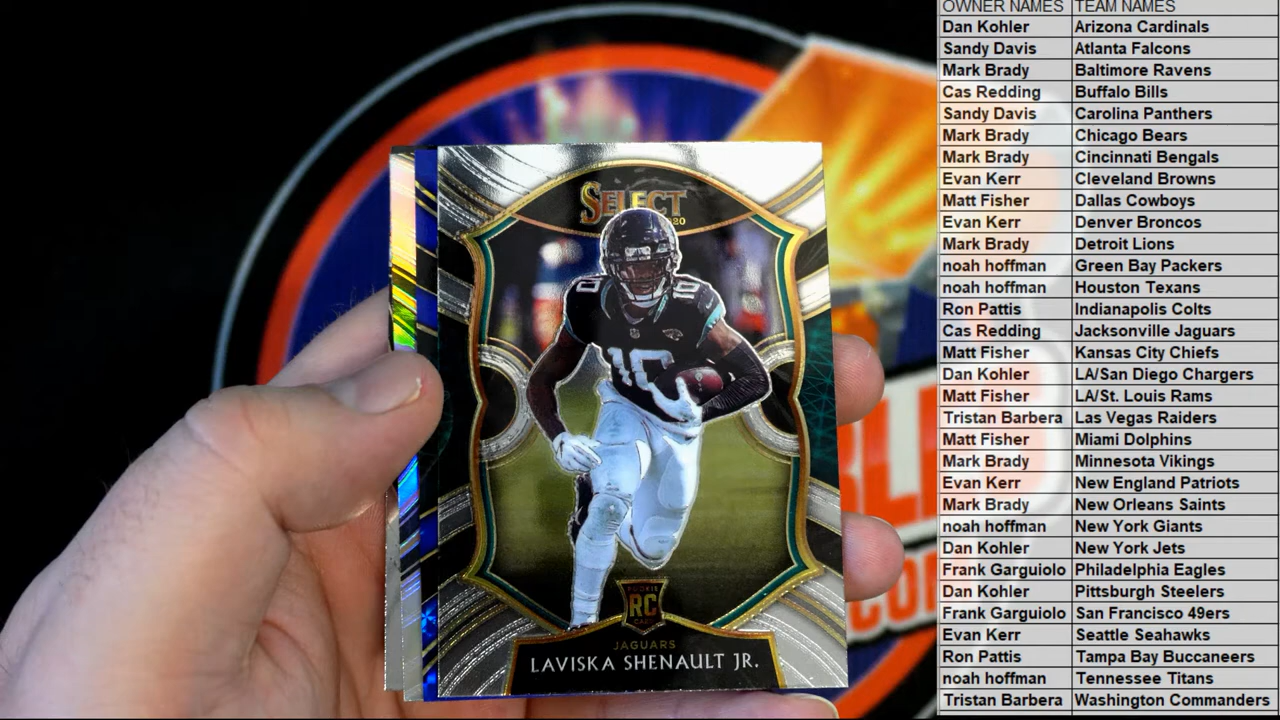 OWNER NAMES TEAM NAMES
Dan Kohler Arizona Cardinals
Sandy Davis Atlanta Falcons
Mark Brady Baltimore Ravens
Cas Redding Buffalo Bills
Sandy Davis Carolina Panthers
Mark Brady Chicago Bears
Mark Brady Cincinnati Bengals
Evan Kerr Cleveland Browns
Matt Fisher Dallas Cowboys
Evan Kerr Denver Broncos
Mark Brady Detroit Lions
noah hoffman Green Bay Packers
noah hoffman Houston Texans
Ron Pattis Indianapolis Colts
Cas Redding Jacksonville Jaguars
Matt Fisher Kansas City Chiefs
Dan Kohler LA/San Diego Chargers
Matt Fisher LA/St. Louis Rams
Tristan Barbera Las Vegas Raiders
Matt Fisher Miami Dolphins
Mark Brady Minnesota Vikings
Evan Kerr New England Patriots
Mark Brady New Orleans Saints
noah hoffman New York Giants
Dan Kohler New York Jets
Frank Garguiolo Philadelphia Eagles
Dan Kohler Pittsburgh Steelers
Frank Garguiolo San Francisco 49ers
Evan Kerr Seattle Seahawks
Ron Pattis Tampa Bay Buccaneers
noah hoffman Tennessee Titans
Tristan Barbera Washington Commanders
SELECT
20
10
10
ROOKIE
RC
CARD
JAGUARS
LAVISKA SHENAULT JR.